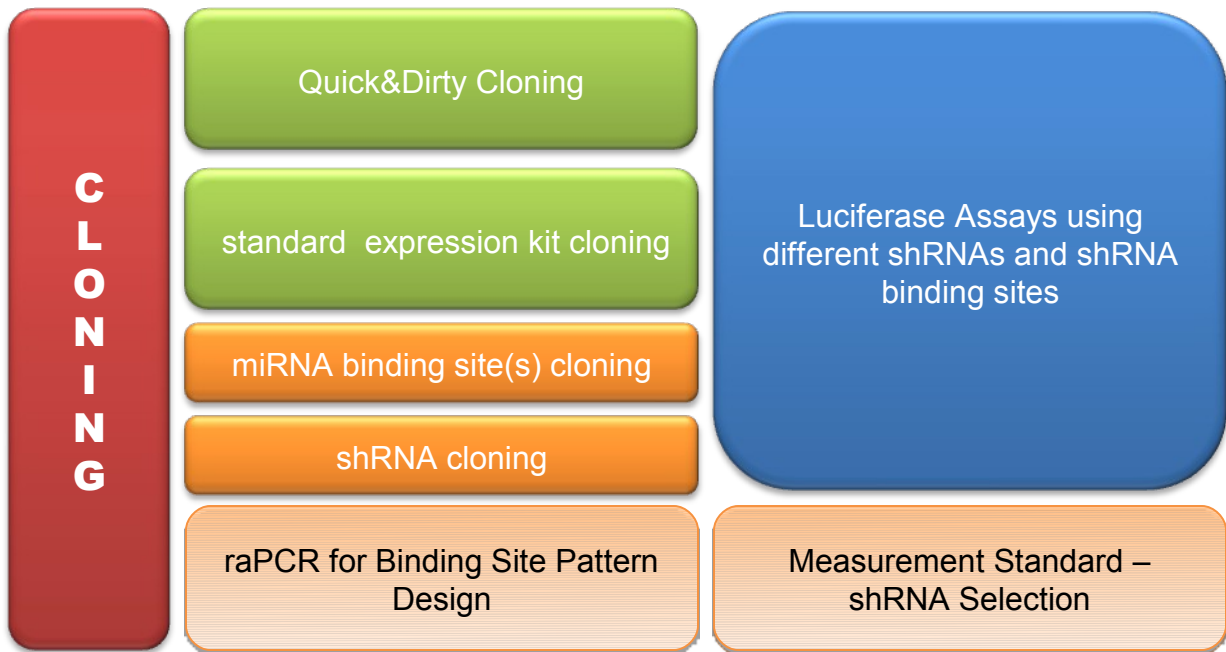 CLONING
Quick&Dirty Cloning
standard expression kit cloning
miRNA binding site(s) cloning
shRNA cloning
raPCR for Binding Site Pattern
Design
Luciferase Assays using
different shRNAs and shRNA
binding sites
Measurement Standard –
shRNA Selection